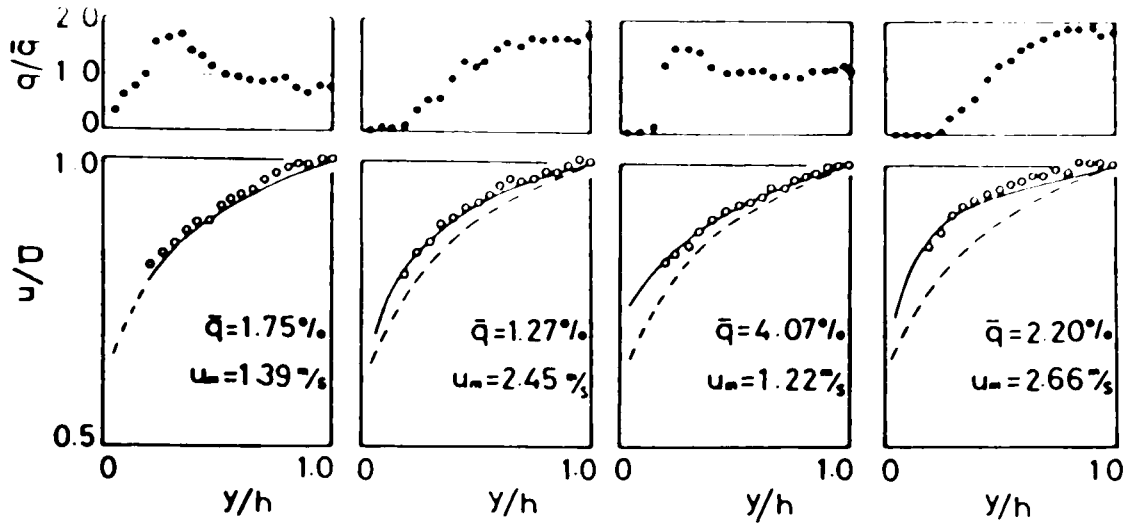 2 0
q/q̄
1 0
0
1.0
u/U̅
0.5
q̄=1.75%
uₘ=1.39 m/s
q̄=1.27%
uₘ=2.45 m/s
q̄=4.07%
uₘ=1.22 m/s
q̄=2.20%
uₘ=2.66 m/s
0 1.0 0 1.0 0 1.0 0 10
y/h y/h y/h y/h